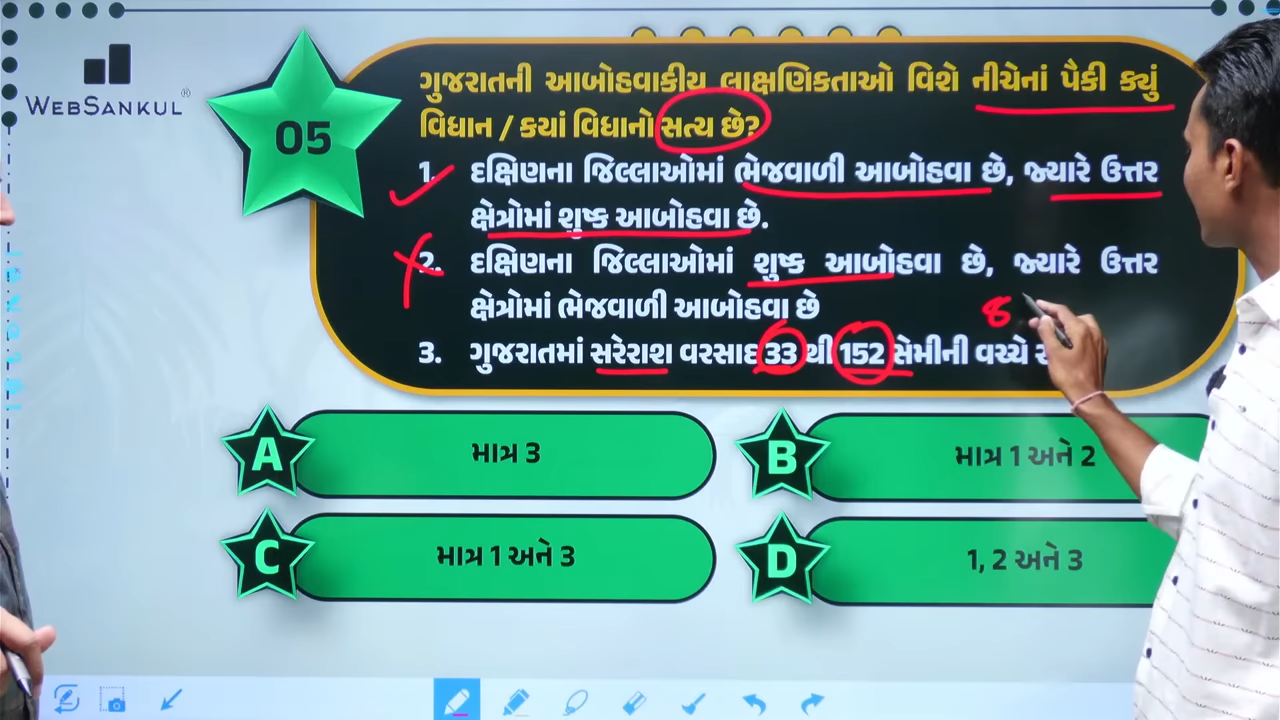 WEBSANKUL®
05
ગુજરાતની આબોહવાકીય લાક્ષણિકતાઓ વિશે નીચેનાં પૈકી ક્યું
વિધાન / કયાં વિધાનો સત્ય છે?
1. દક્ષિણના જિલ્લાઓમાં ભેજવાળી આબોહવા છે, જ્યારે ઉત્તર
ક્ષેત્રોમાં શુષ્ક આબોહવા છે.
2. દક્ષિણના જિલ્લાઓમાં શુષ્ક આબોહવા છે, જ્યારે ઉત્તર
ક્ષેત્રોમાં ભેજવાળી આબોહવા છે
8
3. ગુજરાતમાં સરેરાશ વરસાદ 33 થી 152 સેમીની વચ્ચે
A માત્ર 3
B માત્ર 1 અને 2
C માત્ર 1 અને 3
D 1, 2 અને 3